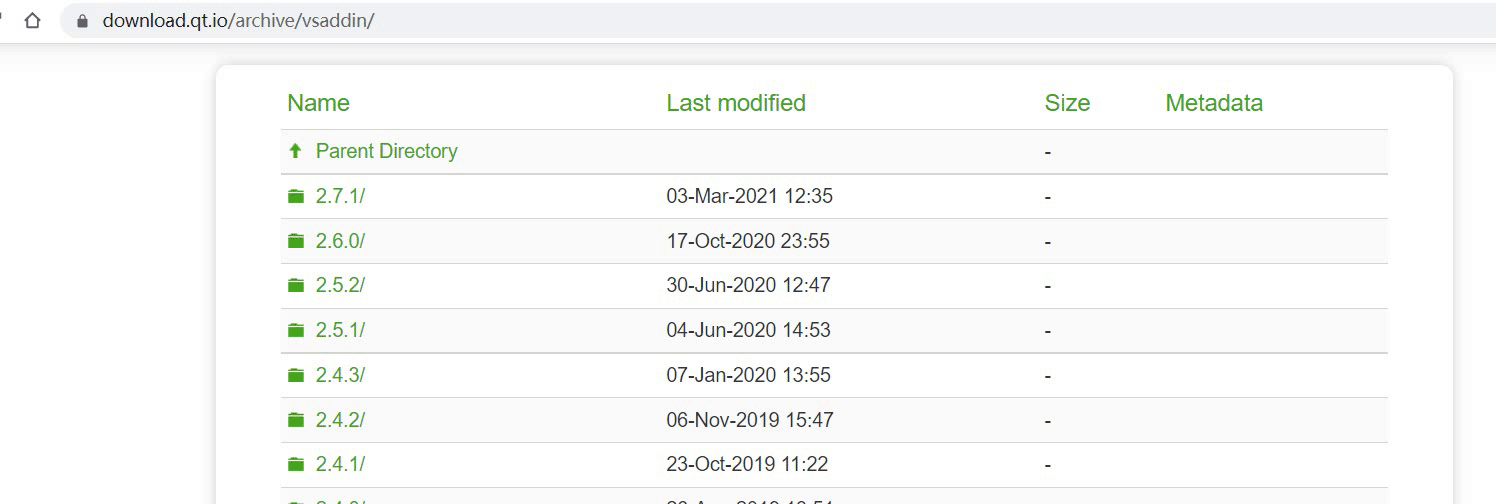 download.qt.io/archive/vsaddin/
Name Last modified Size Metadata
Parent Directory -
2.7.1/ 03-Mar-2021 12:35 -
2.6.0/ 17-Oct-2020 23:55 -
2.5.2/ 30-Jun-2020 12:47 -
2.5.1/ 04-Jun-2020 14:53 -
2.4.3/ 07-Jan-2020 13:55 -
2.4.2/ 06-Nov-2019 15:47 -
2.4.1/ 23-Oct-2019 11:22 -